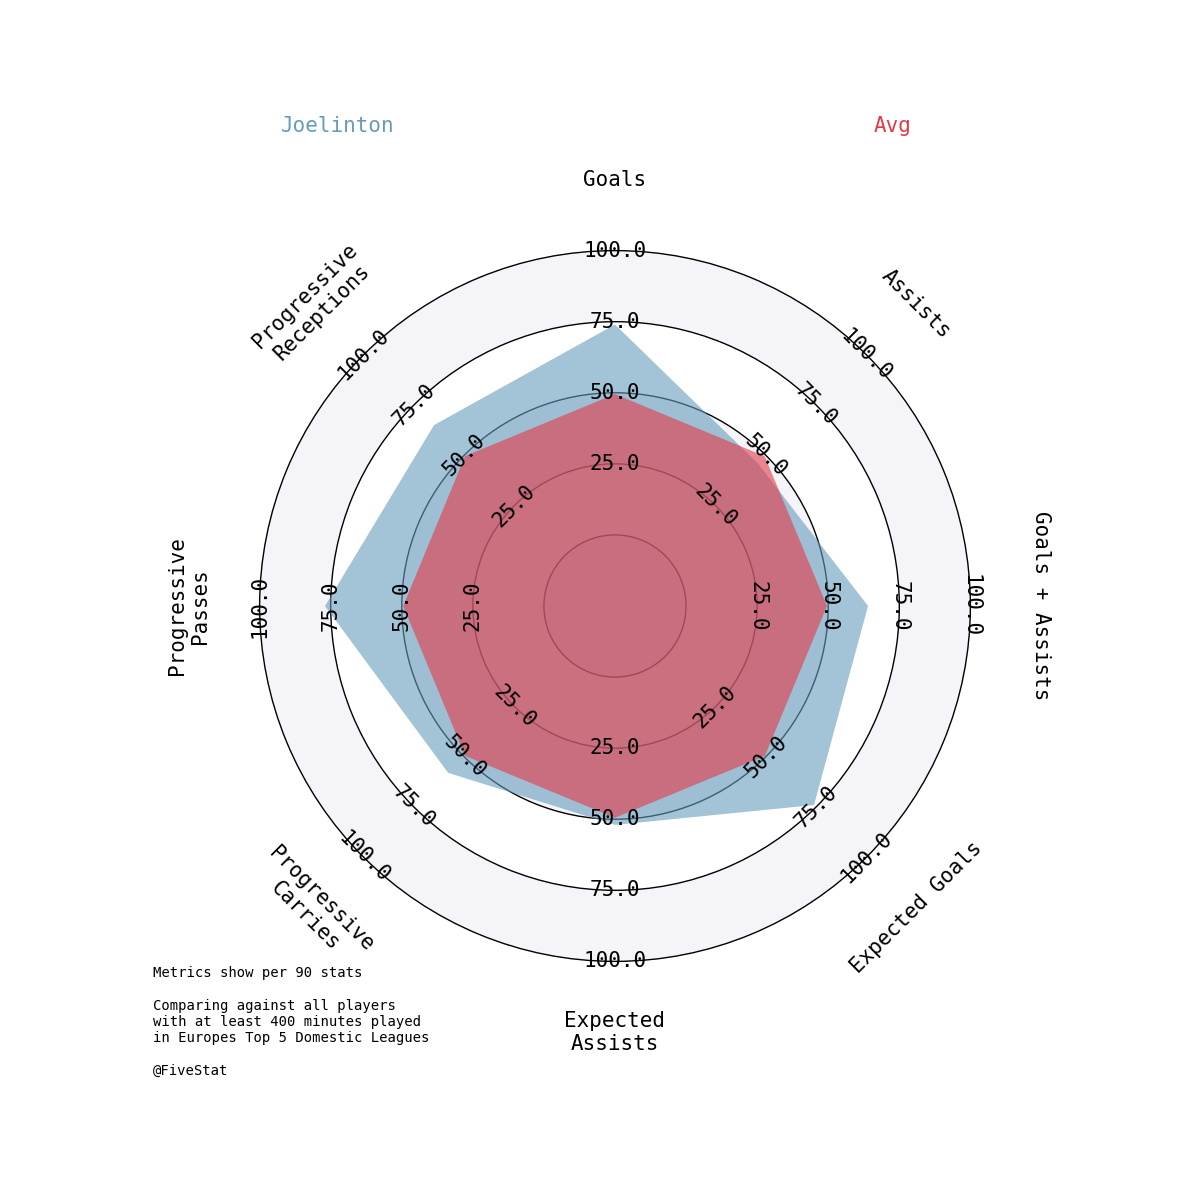 Joelinton
Avg
Goals
Assists
Goals + Assists
Expected Goals
Expected
Assists
Progressive
Carries
Progressive
Passes
Progressive
Receptions
25.0
50.0
75.0
100.0
25.0
50.0
75.0
100.0
25.0
50.0
75.0
100.0
25.0
50.0
75.0
100.0
25.0
50.0
75.0
100.0
25.0
50.0
75.0
100.0
25.0
50.0
75.0
100.0
25.0
50.0
75.0
100.0
Metrics show per 90 stats
Comparing against all players
with at least 400 minutes played
in Europes Top 5 Domestic Leagues
@FiveStat